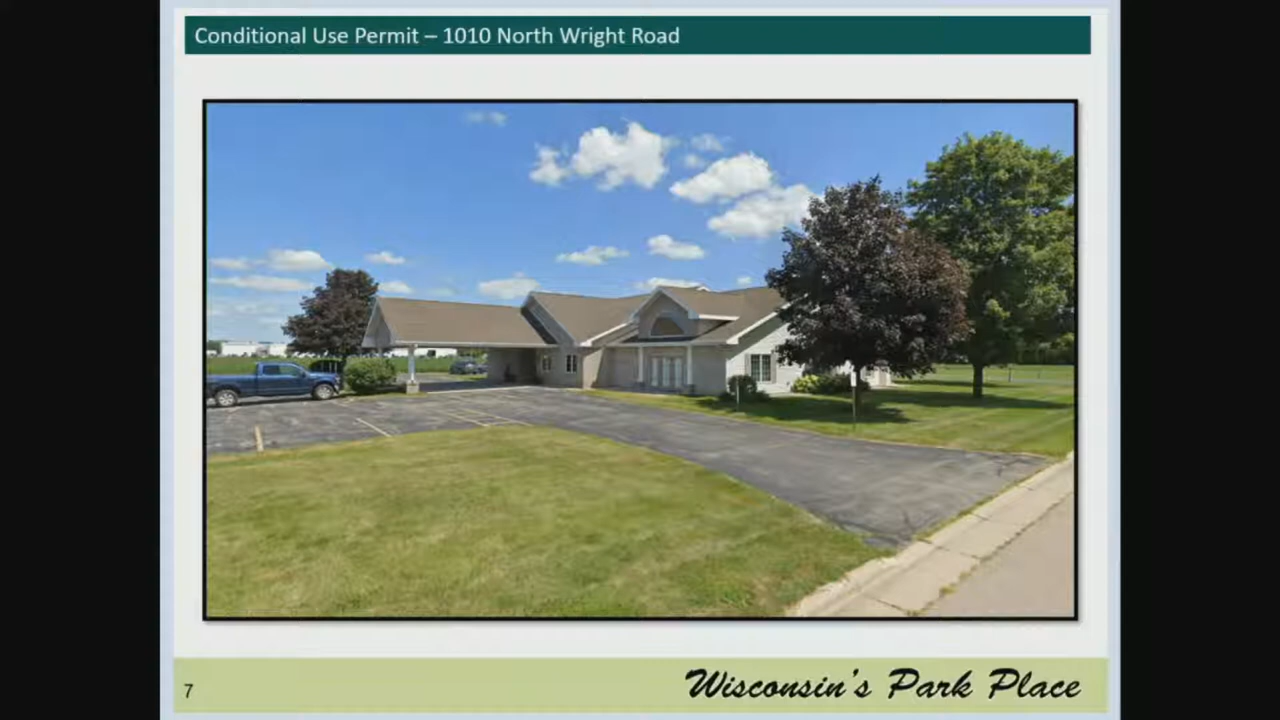 Conditional Use Permit – 1010 North Wright Road
7
Wisconsin's Park Place